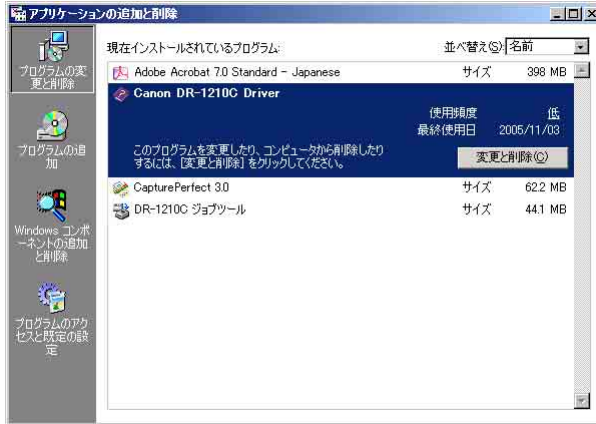 アプリケーションの追加と削除
プログラムの変
更と削除
プログラムの追
加
Windows コンポ
ーネントの追加
と削除
プログラムのアク
セスと既定の設
定
現在インストールされているプログラム:
並べ替え(S): 名前
Adobe Acrobat 7.0 Standard - Japanese サイズ 398 MB
Canon DR-1210C Driver
使用頻度 低
最終使用日 2005/11/03
このプログラムを変更したり、コンピュータから削除したり
するには、[変更と削除] をクリックしてください。
変更と削除(C)
CapturePerfect 3.0 サイズ 62.2 MB
DR-1210C ジョブツール サイズ 44.1 MB